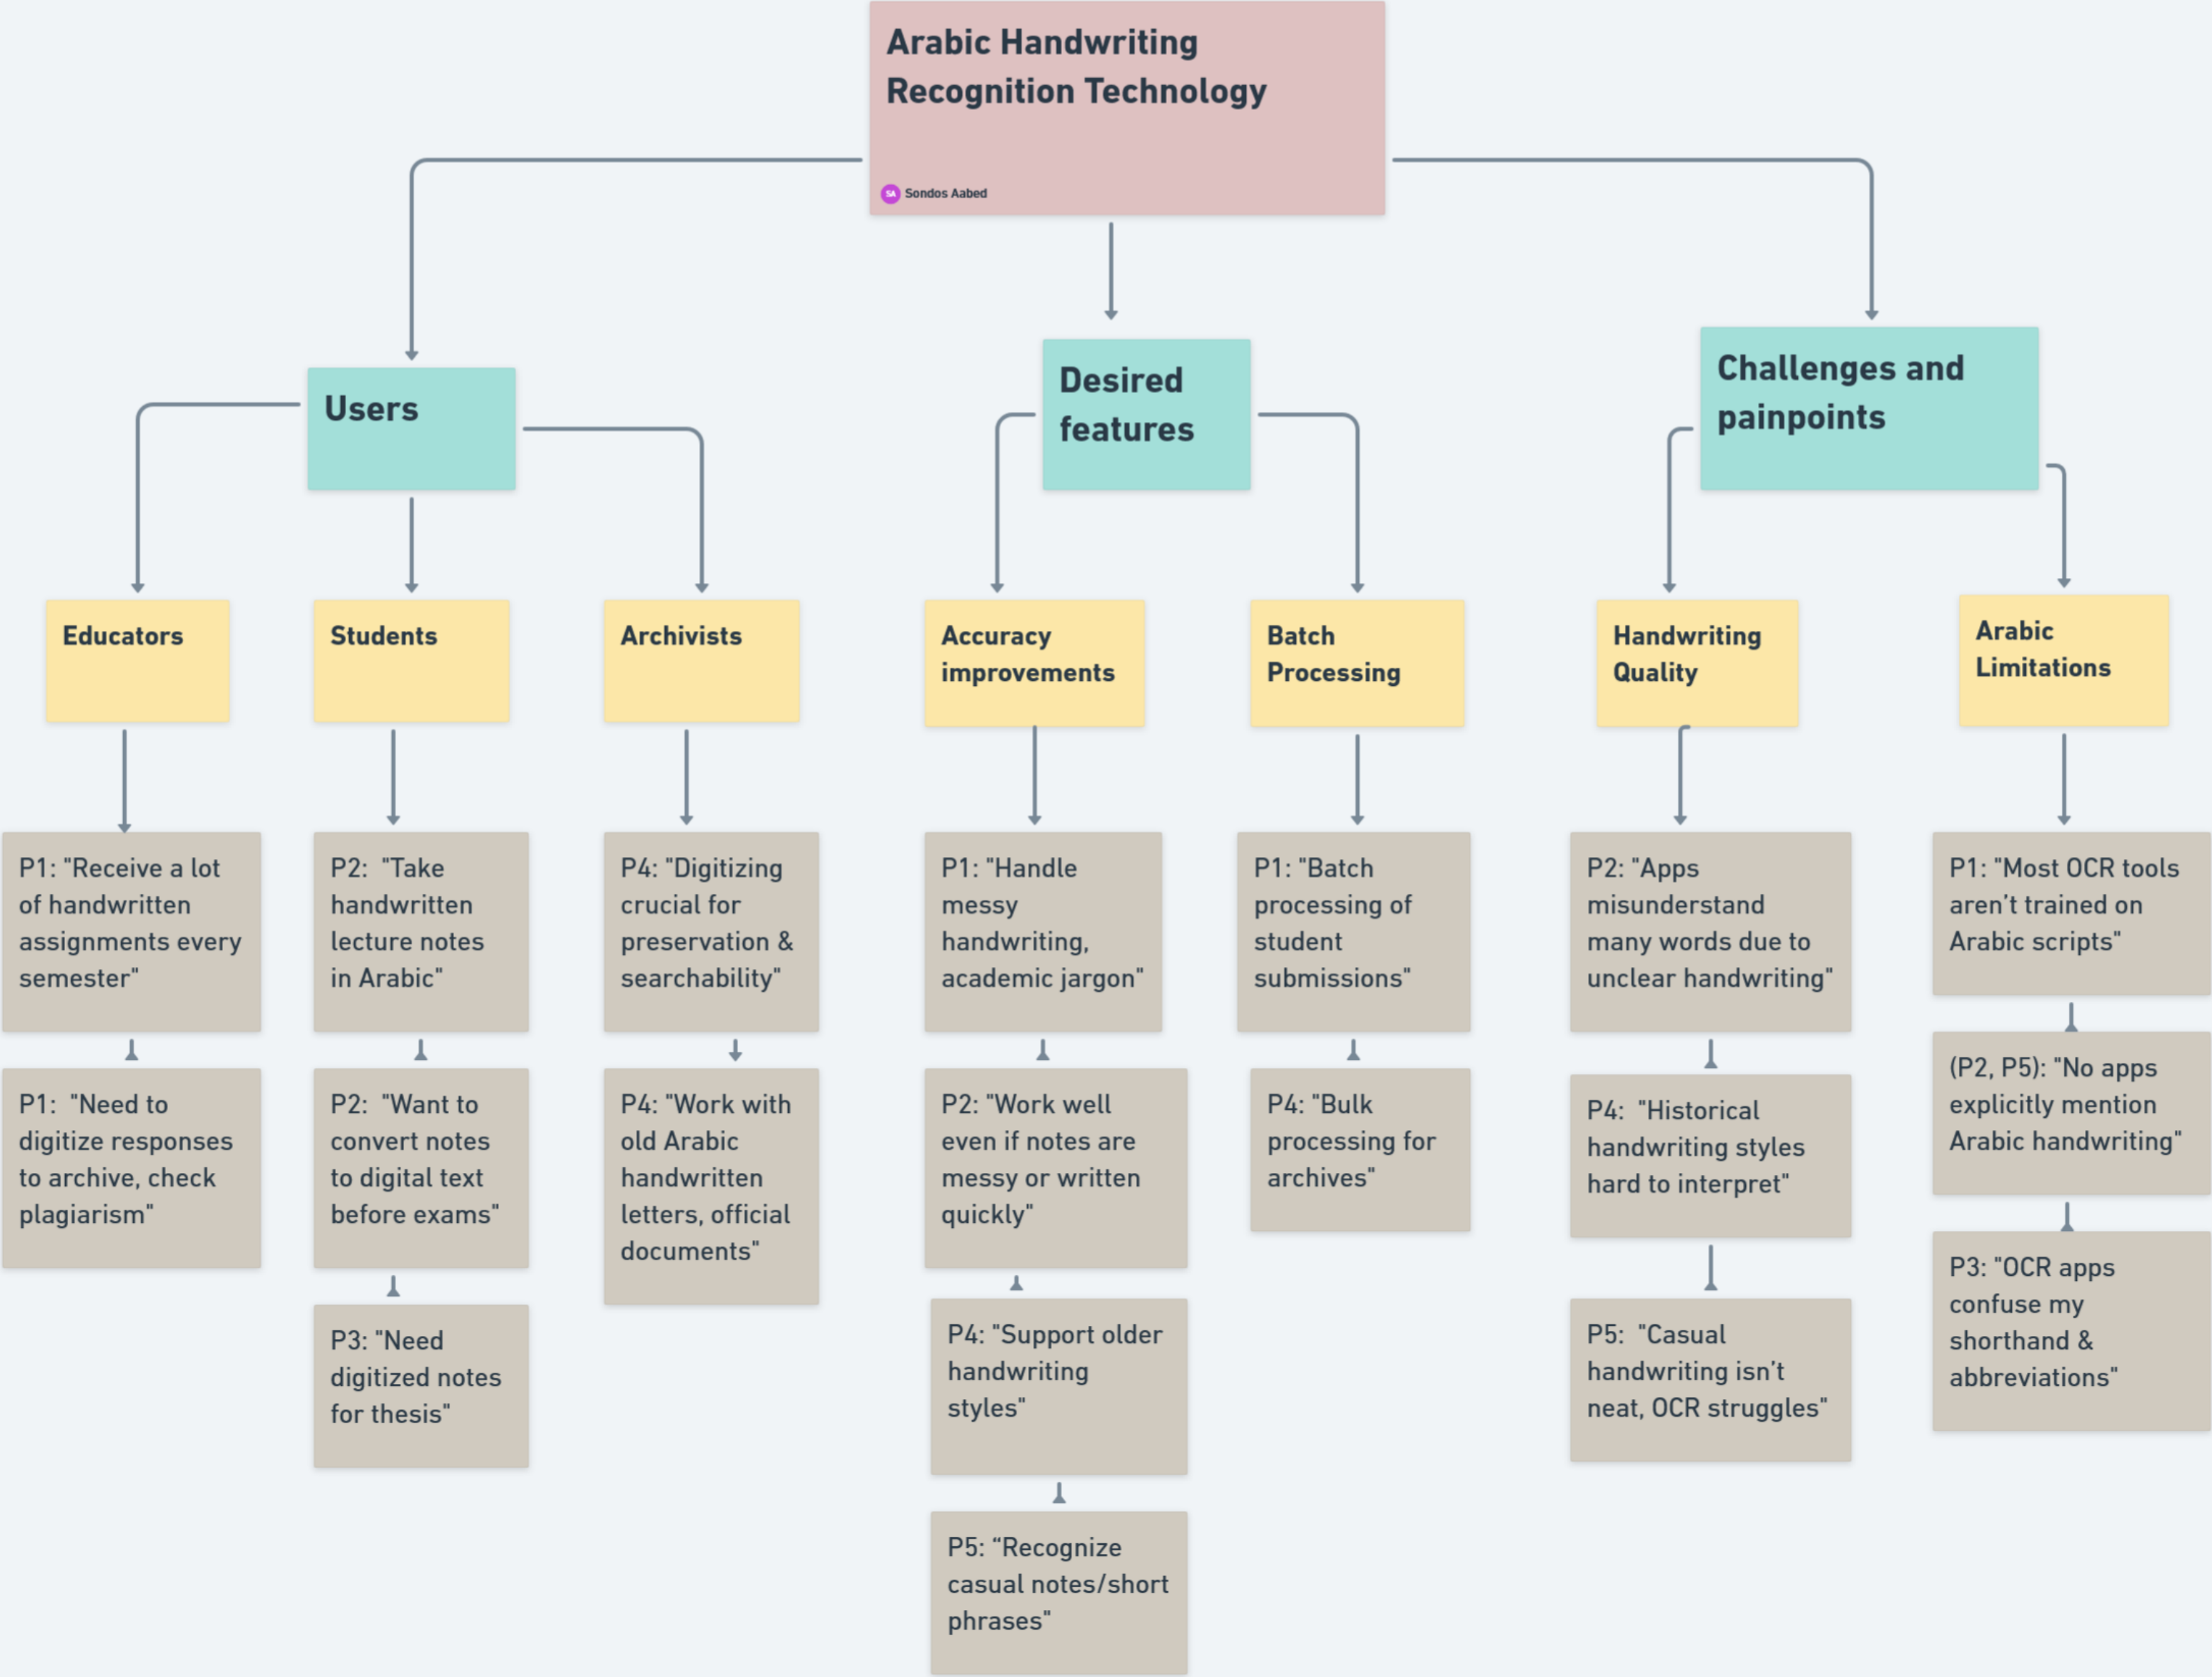 Arabic Handwriting
Recognition Technology
SA Sondos Aabed
Users
Desired
features
Challenges and
painpoints
Educators
Students
Archivists
Accuracy
improvements
Batch
Processing
Handwriting
Quality
Arabic
Limitations
P1: "Receive a lot
of handwritten
assignments every
semester"
P1:  "Need to
digitize responses
to archive, check
plagiarism"
P2:  "Take
handwritten
lecture notes
in Arabic"
P2:  "Want to
convert notes
to digital text
before exams"
P3: "Need
digitized notes
for thesis"
P4: "Digitizing
crucial for
preservation &
searchability"
P4: "Work with
old Arabic
handwritten
letters, official
documents"
P1: "Handle
messy
handwriting,
academic jargon"
P2: "Work well
even if notes are
messy or written
quickly"
P4: "Support older
handwriting
styles"
P5: “Recognize
casual notes/short
phrases"
P1: "Batch
processing of
student
submissions"
P4: "Bulk
processing for
archives"
P2: "Apps
misunderstand
many words due to
unclear handwriting"
P4:  "Historical
handwriting styles
hard to interpret"
P5:  "Casual
handwriting isn’t
neat, OCR struggles"
P1: "Most OCR tools
aren’t trained on
Arabic scripts"
(P2, P5): "No apps
explicitly mention
Arabic handwriting"
P3: "OCR apps
confuse my
shorthand &
abbreviations"